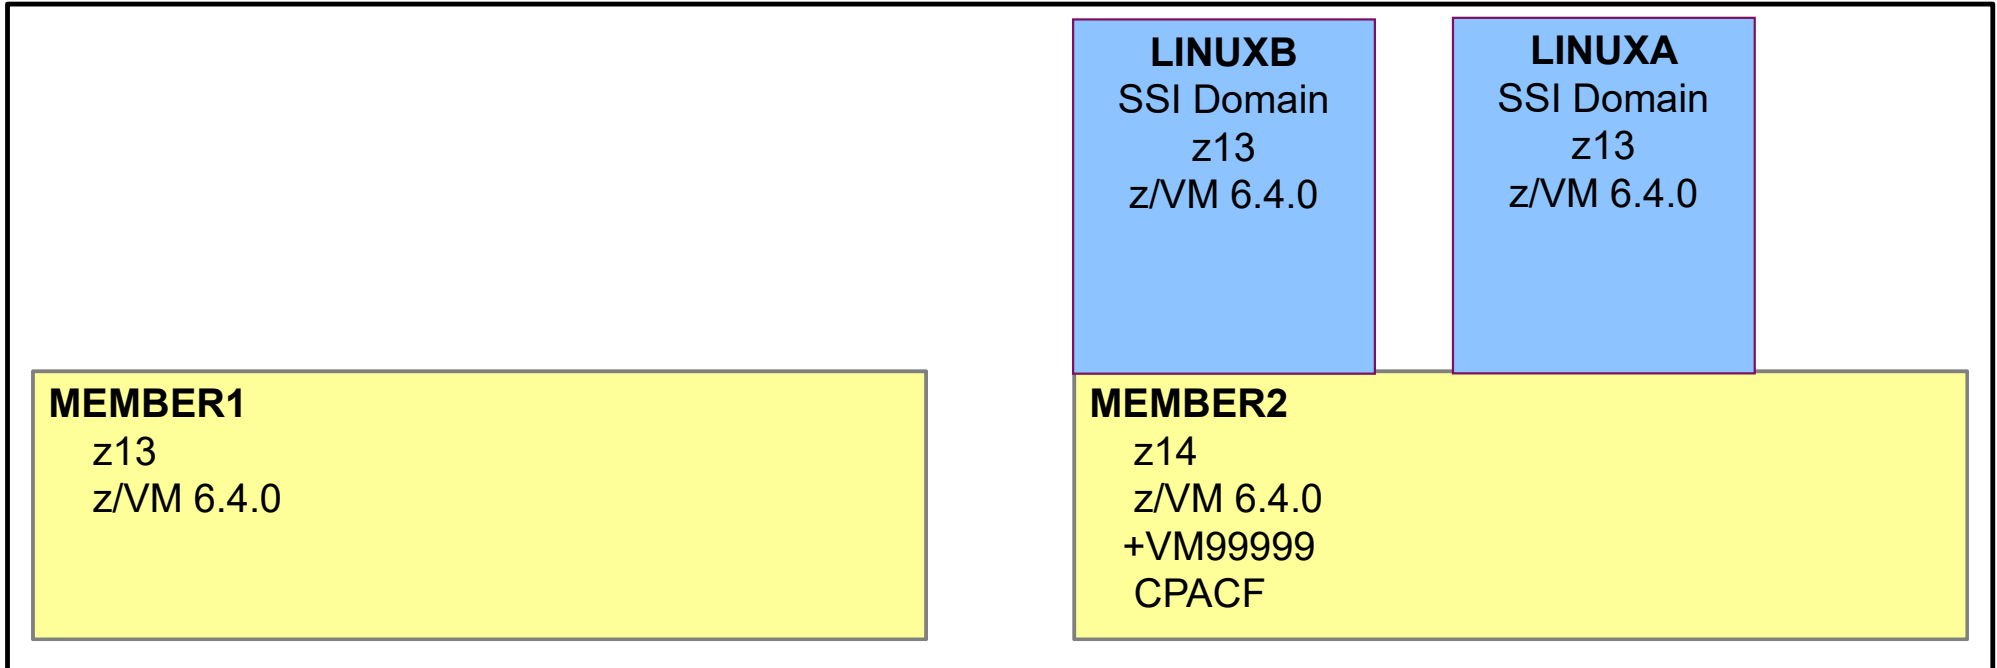 LINUXB
SSI Domain
z13
z/VM 6.4.0
LINUXA
SSI Domain
z13
z/VM 6.4.0
MEMBER1
z13
z/VM 6.4.0
MEMBER2
z14
z/VM 6.4.0
+VM99999
CPACF